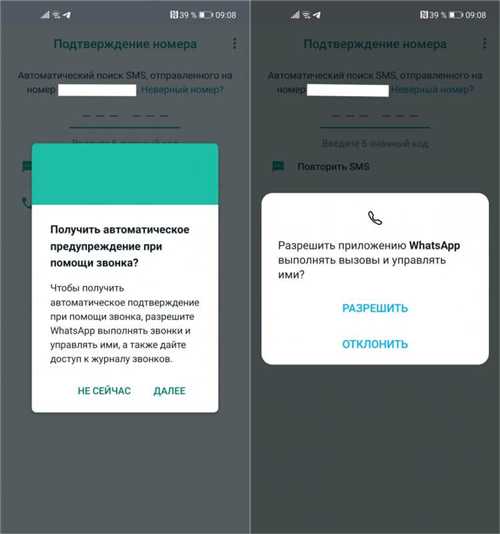 39 % 09:08
Подтверждение номера
Автоматический поиск SMS, отправленного на
номер Неверный номер?
Получить автоматическое
предупреждение при
помощи звонка?
Чтобы получить
автоматическое подтверждение
при помощи звонка, разрешите
WhatsApp выполнять звонки и
управлять ими, а также дайте
доступ к журналу звонков.
НЕ СЕЙЧАС ДАЛЕЕ
39 % 09:08
Подтверждение номера
Автоматический поиск SMS, отправленного на
номер Неверный номер?
Введите 6-значный код
Повторить SMS
Разрешить приложению WhatsApp
выполнять вызовы и управлять
ими?
РАЗРЕШИТЬ
ОТКЛОНИТЬ